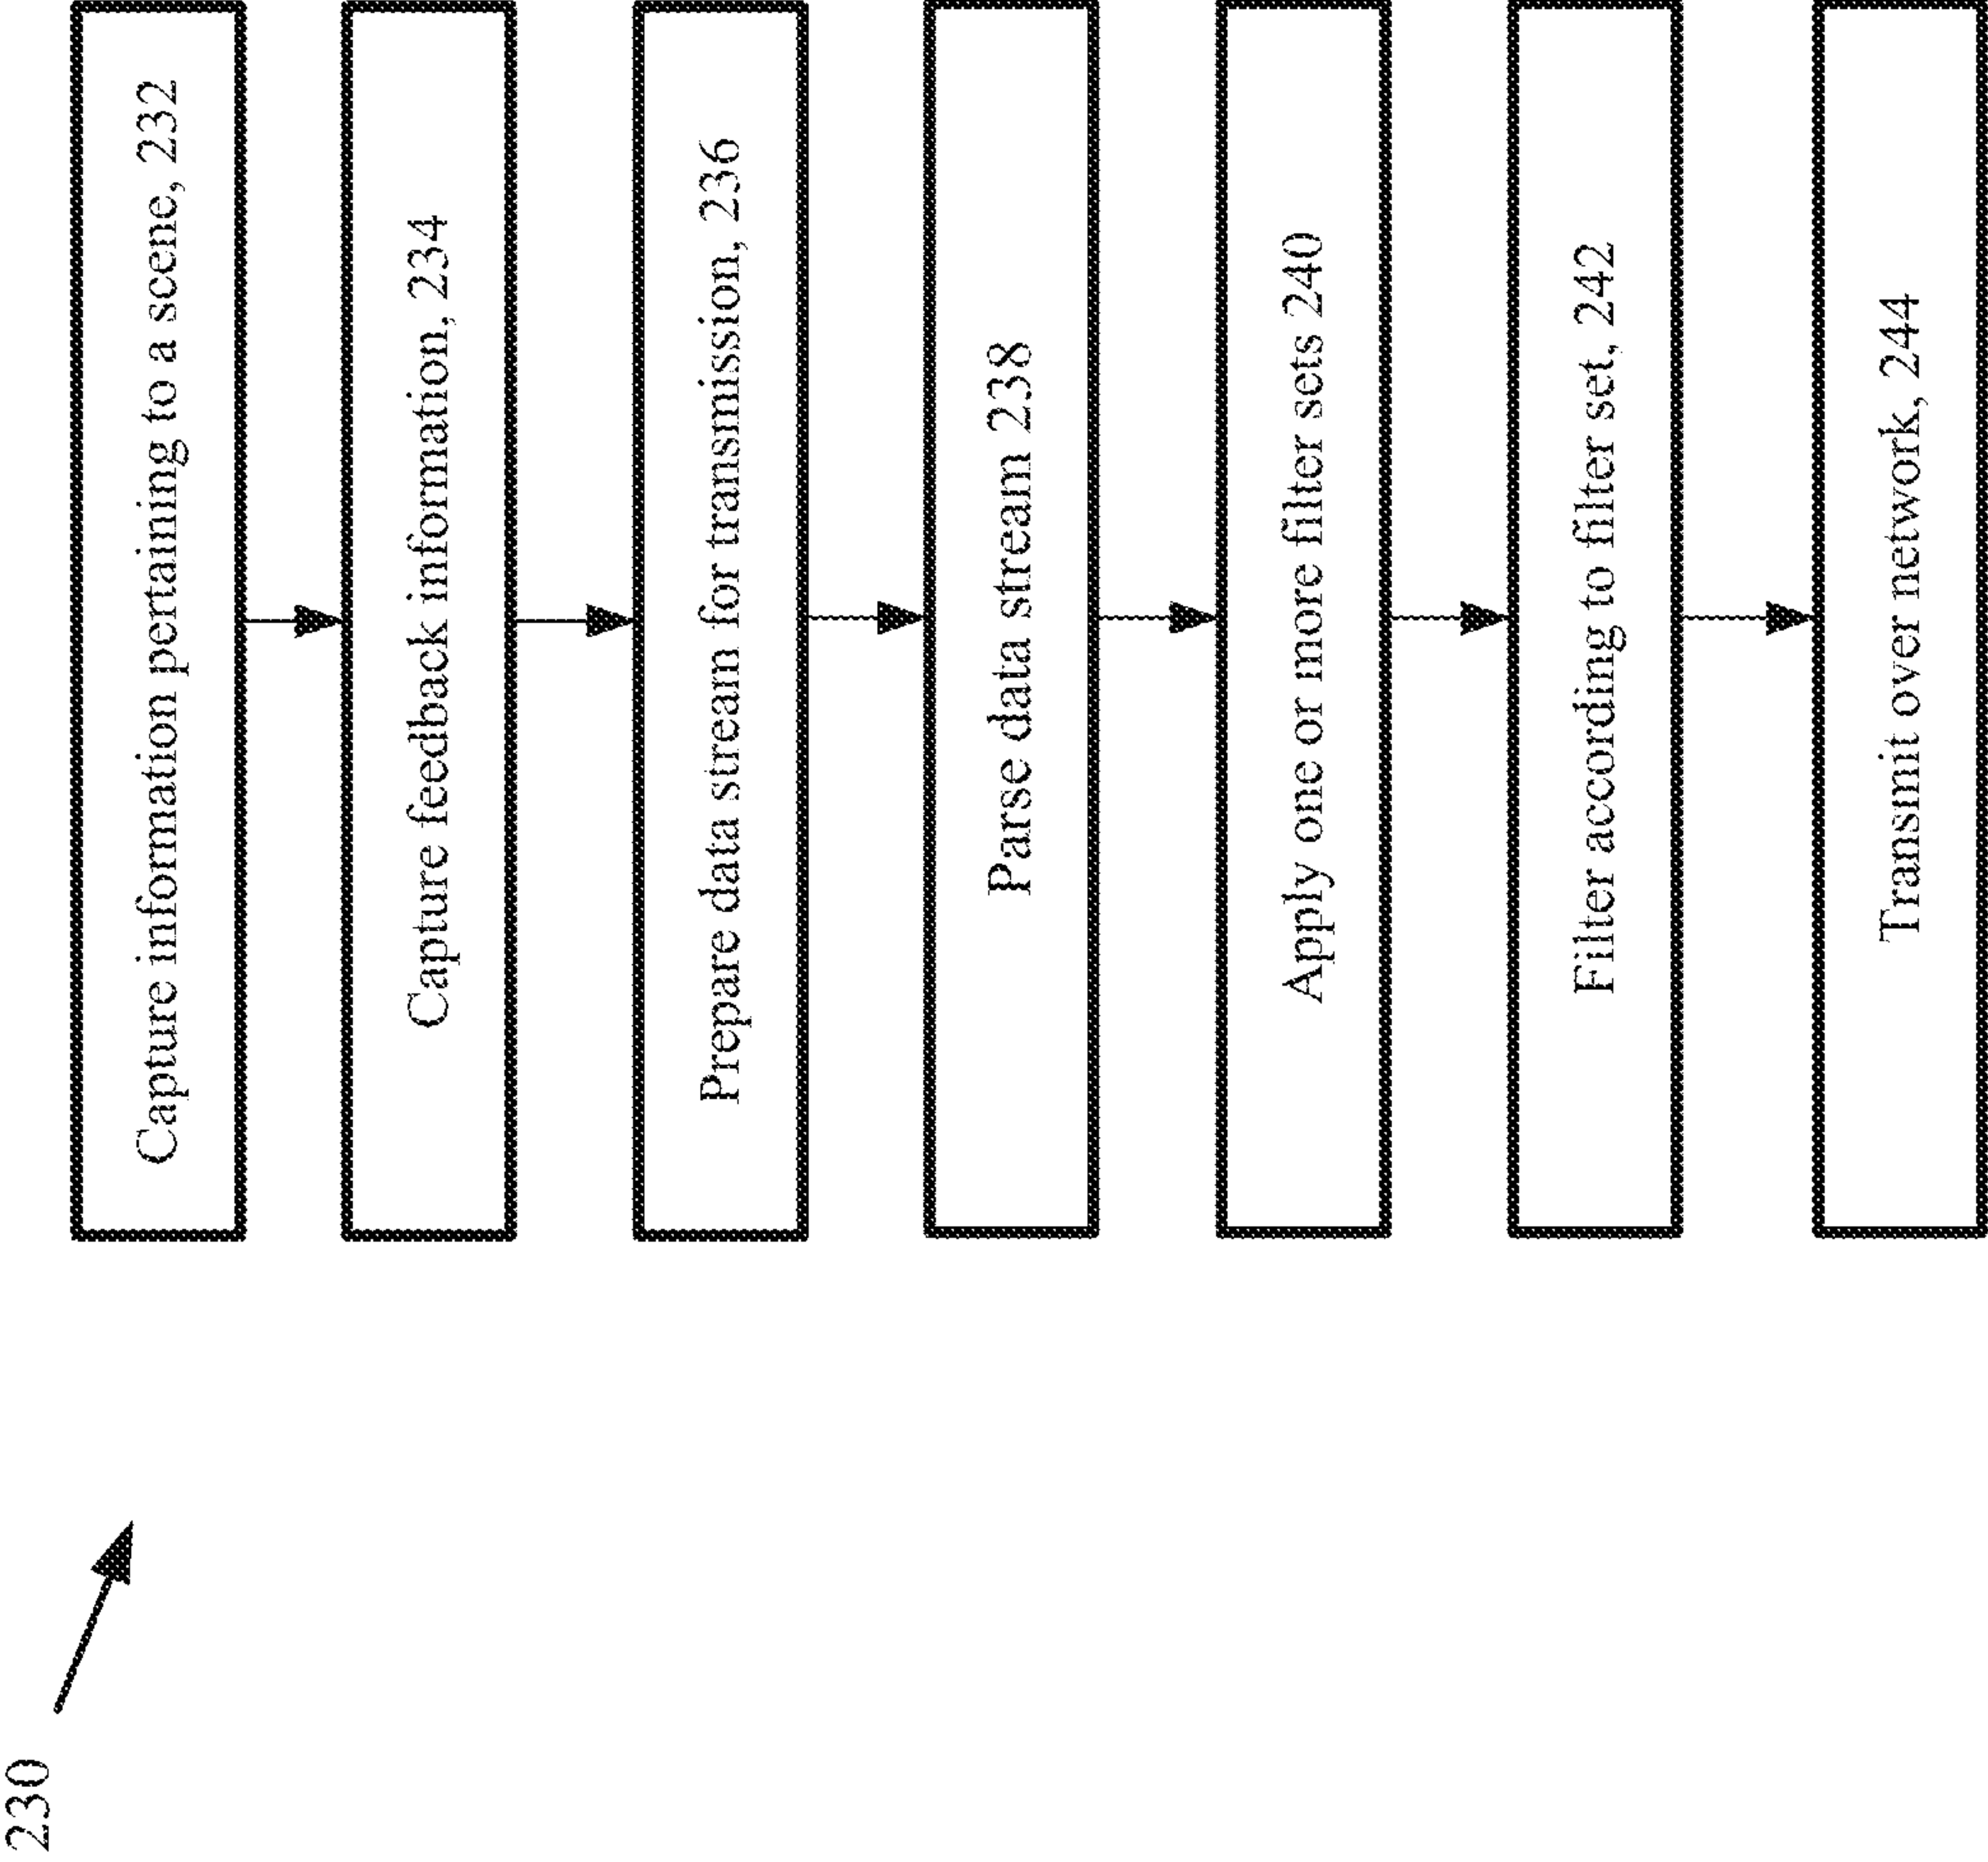 230
Capture information pertaining to a scene, 232
Capture feedback information, 234
Prepare data stream for transmission, 236
Parse data stream 238
Apply one or more filter sets 240
Filter according to filter set, 242
Transmit over network, 244